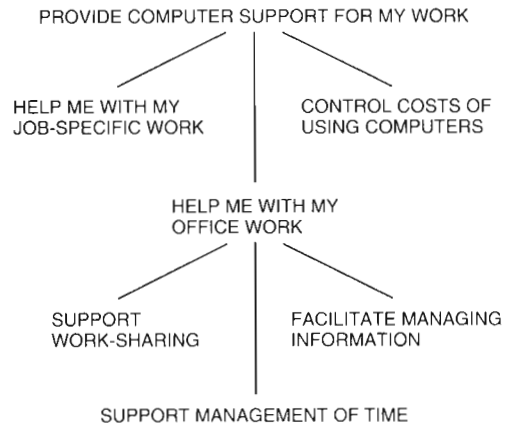 PROVIDE COMPUTER SUPPORT FOR MY WORK
HELP ME WITH MY
JOB-SPECIFIC WORK
CONTROL COSTS OF
USING COMPUTERS
HELP ME WITH MY
OFFICE WORK
SUPPORT
WORK-SHARING
FACILITATE MANAGING
INFORMATION
SUPPORT MANAGEMENT OF TIME